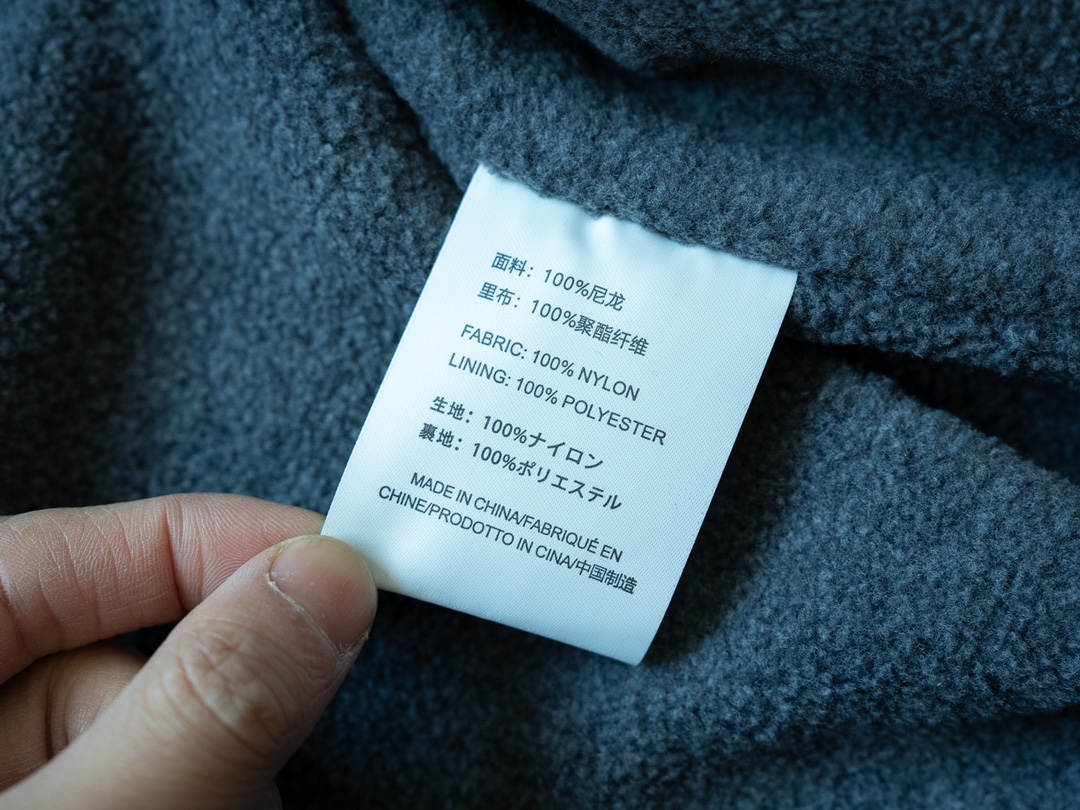 面料：100%尼龙
里布：100%聚酯纤维
FABRIC: 100% NYLON
LINING: 100% POLYESTER
生地：100%ナイロン
裏地：100%ポリエステル
MADE IN CHINA/FABRIQUÉ EN
CHINE/PRODOTTO IN CINA/中国制造